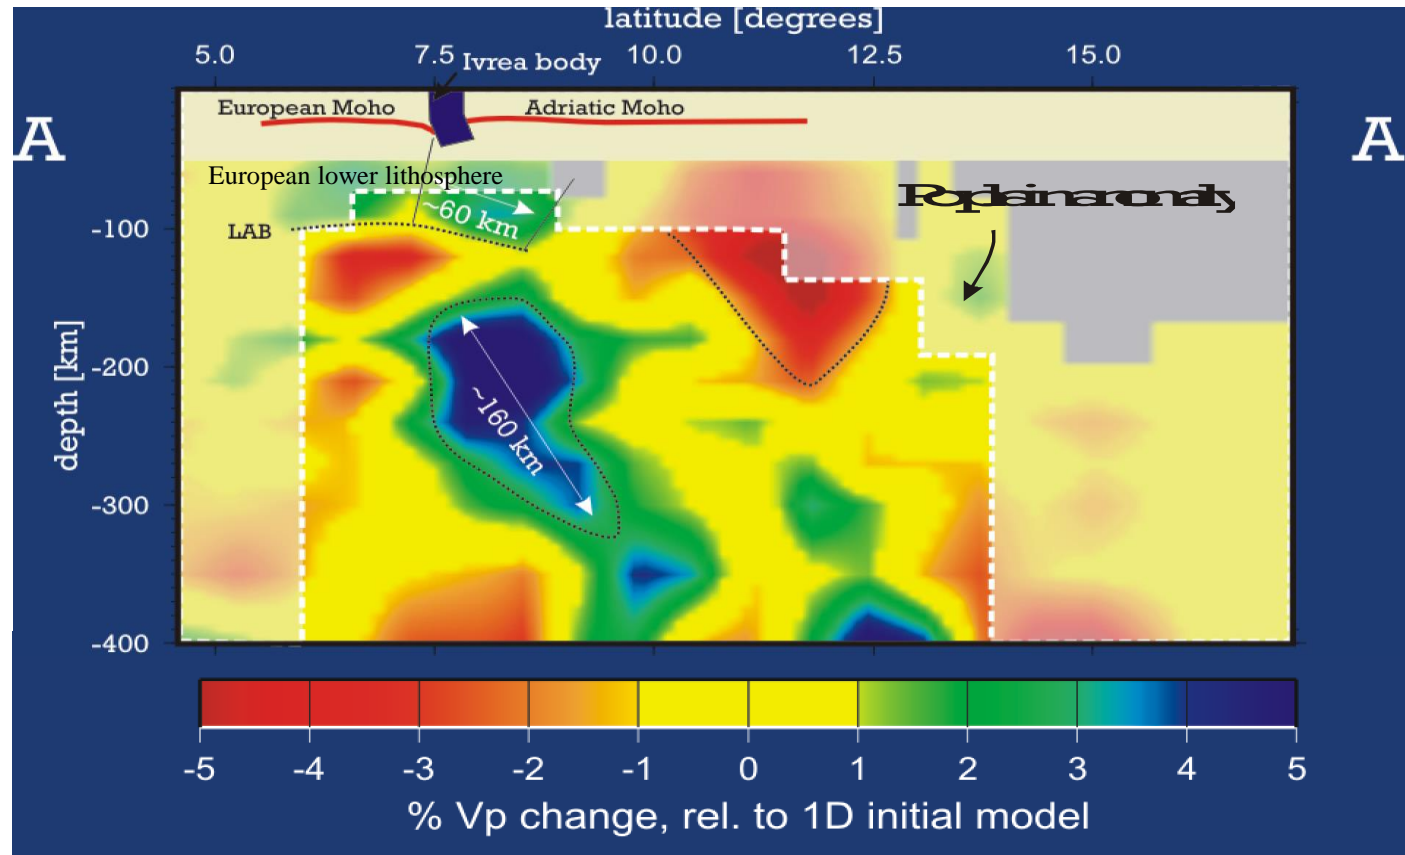 latitude [degrees]
5.0 7.5 10.0 12.5 15.0
Ivrea body
European Moho Adriatic Moho
A A
European lower lithosphere
~60 km
LAB
-100
-200
-300
-400
depth [km]
~160 km
-5 -4 -3 -2 -1 0 1 2 3 4 5
% Vp change, rel. to 1D initial model